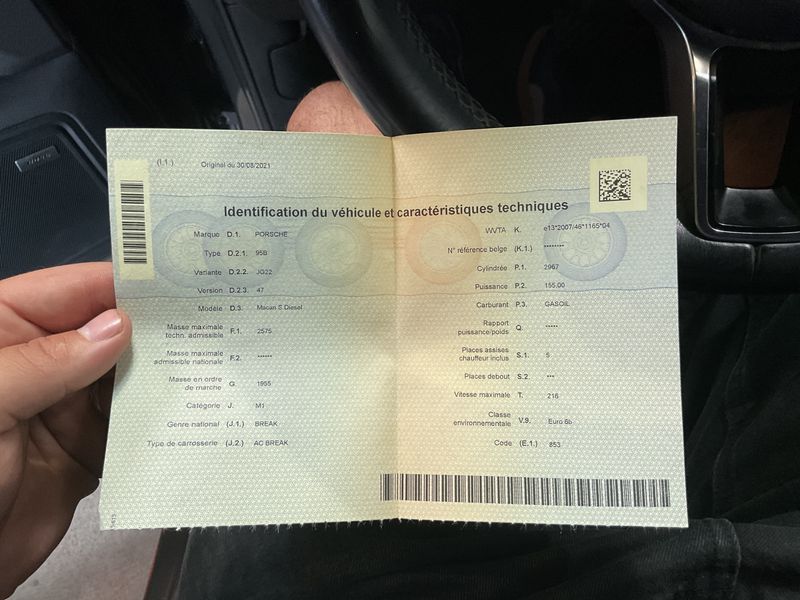 (I.1.) Original du 30/08/2021
Identification du véhicule et caractéristiques techniques
Marque D.1. PORSCHE
Type D.2.1. 95B
Variante D.2.2. JG22
Version D.2.3. 47
Modèle D.3. Macan S Diesel
Masse maximale
techn. admissible F.1. 2575
Masse maximale
admissible nationale F.2. ******
Masse en ordre
de marche G. 1955
Catégorie J. M1
Genre national (J.1.) BREAK
Type de carrosserie (J.2.) AC BREAK
WVTA K. e13*2007/46*1165*04
N° référence belge (K.1.) ********
Cylindrée P.1. 2967
Puissance P.2. 155.00
Carburant P.3. GASOIL
Rapport
puissance/poids Q. *****
Places assises
chauffeur inclus S.1. 5
Places debout S.2. ***
Vitesse maximale T. 216
Classe
environnementale V.9. Euro 6b
Code (E.1.) 853